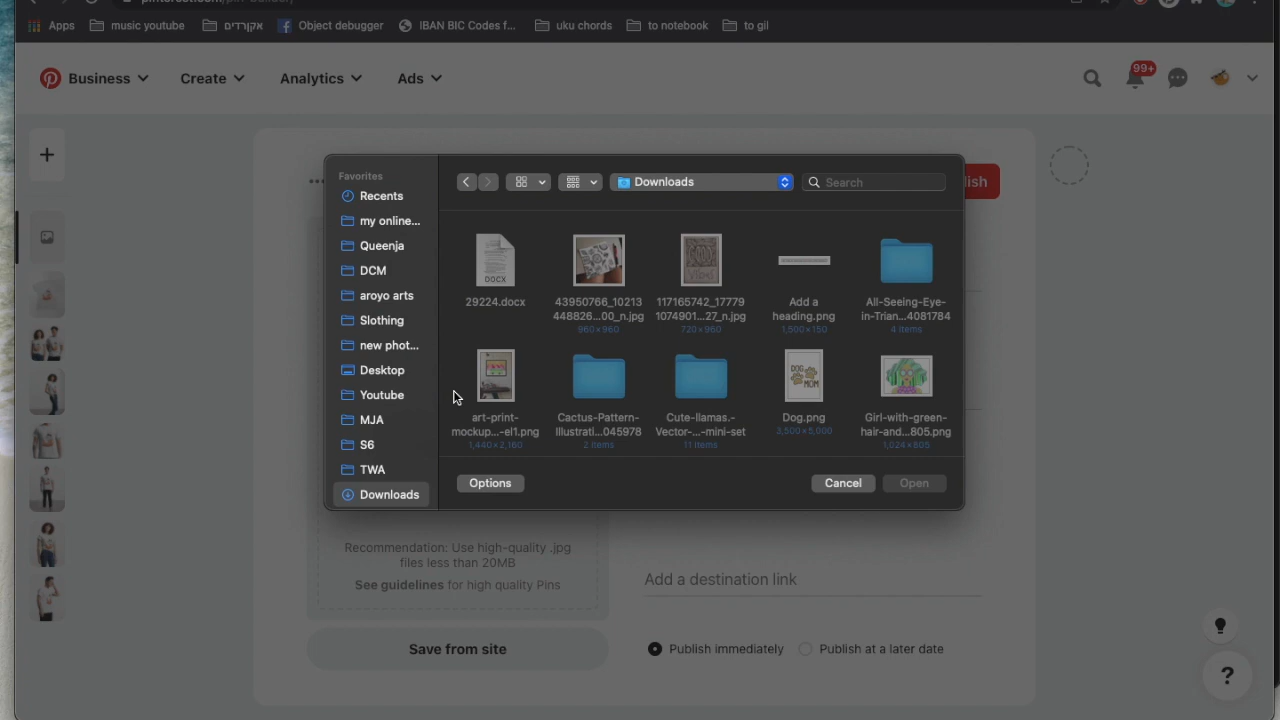 Apps
music youtube
אקורדים
Object debugger
IBAN BIC Codes f...
uku chords
to notebook
to gil
Business
Create
Analytics
Ads
99+
Favorites
Recents
my online...
Queenja
DCM
aroyo arts
Slothing
new phot...
Desktop
Youtube
MJA
S6
TWA
Downloads
Downloads
Search
lish
DOCX
29224.docx
43950766_10213
448826...00_n.jpg
960×960
117165742_17779
1074901...27_n.jpg
720×960
Add a
heading.png
1,500×150
All-Seeing-Eye-
in-Trian...4081784
4 items
art-print-
mockup...-el1.png
1,440×2,160
Cactus-Pattern-
Illustrati...045978
2 items
Cute-llamas.-
Vector-...-mini-set
11 items
DOG
MOM
Dog.png
3,500×5,000
Girl-with-green-
hair-and...805.png
1,624×805
Options
Cancel
Open
Recommendation: Use high-quality .jpg
files less than 20MB
See guidelines for high quality Pins
Add a destination link
Save from site
Publish immediately
Publish at a later date
?